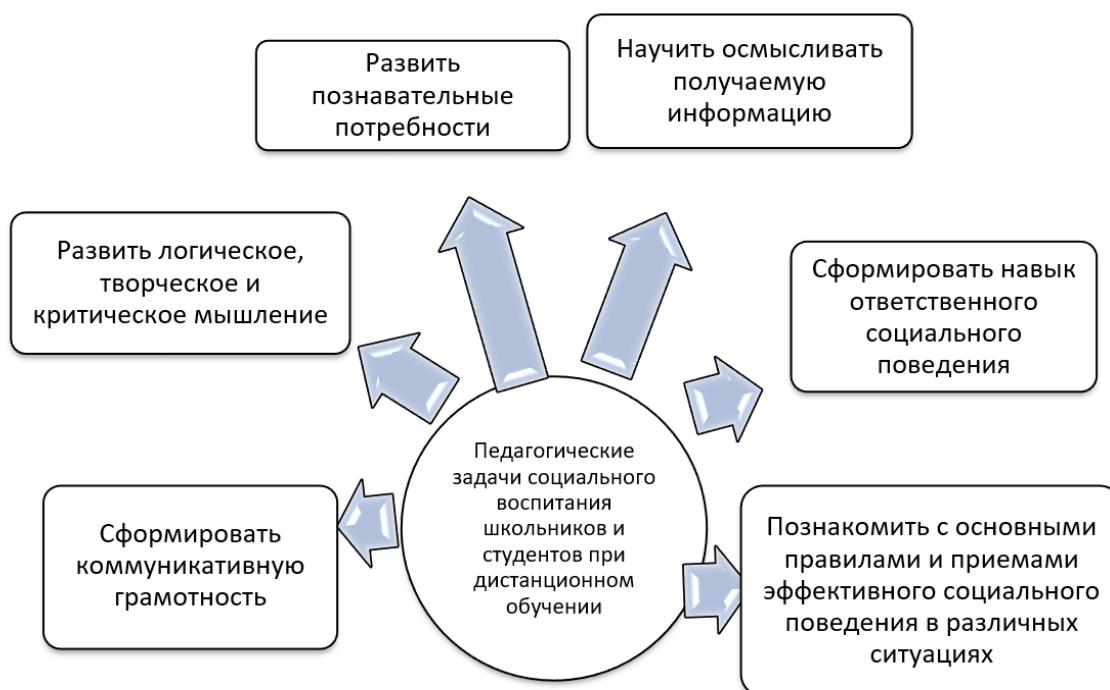 Развить
познавательные
потребности
Научить осмысливать
получаемую
информацию
Развить логическое,
творческое и
критическое мышление
Сформировать навык
ответственного
социального
поведения
Педагогические
задачи социального
воспитания
школьников и
студентов при
дистанционном
обучении
Сформировать
коммуникативную
грамотность
Познакомить с основными
правилами и приемами
эффективного социального
поведения в различных
ситуациях